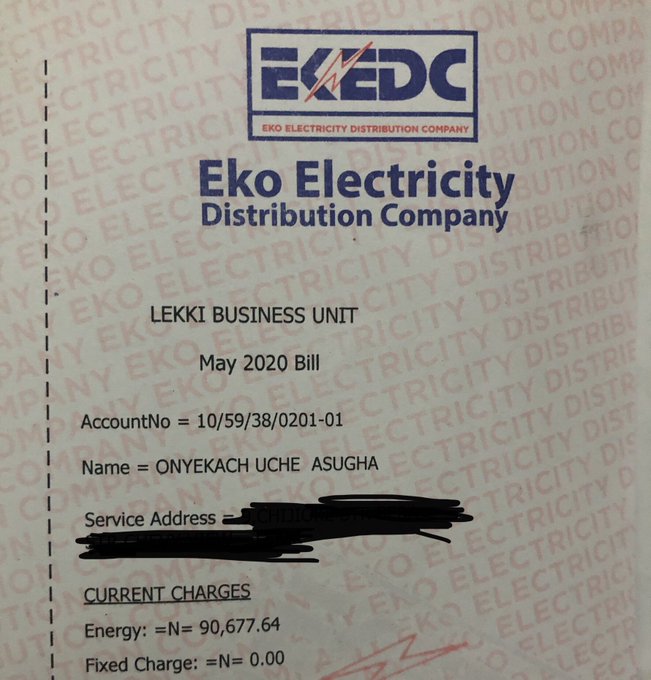 EKEDC
EKO ELECTRICITY DISTRIBUTION COMPANY
Eko Electricity
Distribution Company
LEKKI BUSINESS UNIT
May 2020 Bill
AccountNo = 10/59/38/0201-01
Name = ONYEKACH UCHE ASUGHA
Service Address =
CURRENT CHARGES
Energy: =N= 90,677.64
Fixed Charge: =N= 0.00